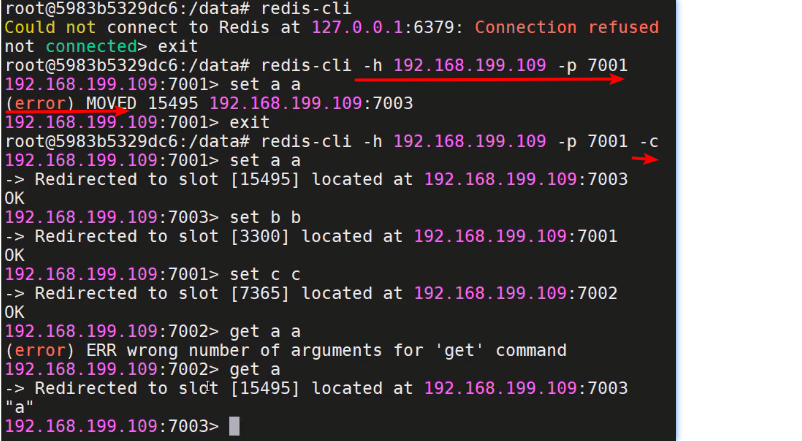 root@5983b5329dc6:/data# redis-cli
Could not connect to Redis at 127.0.0.1:6379: Connection refused
not connected> exit
root@5983b5329dc6:/data# redis-cli -h 192.168.199.109 -p 7001
192.168.199.109:7001> set a a
(error) MOVED 15495 192.168.199.109:7003
192.168.199.109:7001> exit
root@5983b5329dc6:/data# redis-cli -h 192.168.199.109 -p 7001 -c
192.168.199.109:7001> set a a
-> Redirected to slot [15495] located at 192.168.199.109:7003
OK
192.168.199.109:7003> set b b
-> Redirected to slot [3300] located at 192.168.199.109:7001
OK
192.168.199.109:7001> set c c
-> Redirected to slot [7365] located at 192.168.199.109:7002
OK
192.168.199.109:7002> get a a
(error) ERR wrong number of arguments for 'get' command
192.168.199.109:7002> get a
-> Redirected to slot [15495] located at 192.168.199.109:7003
"a"
192.168.199.109:7003>